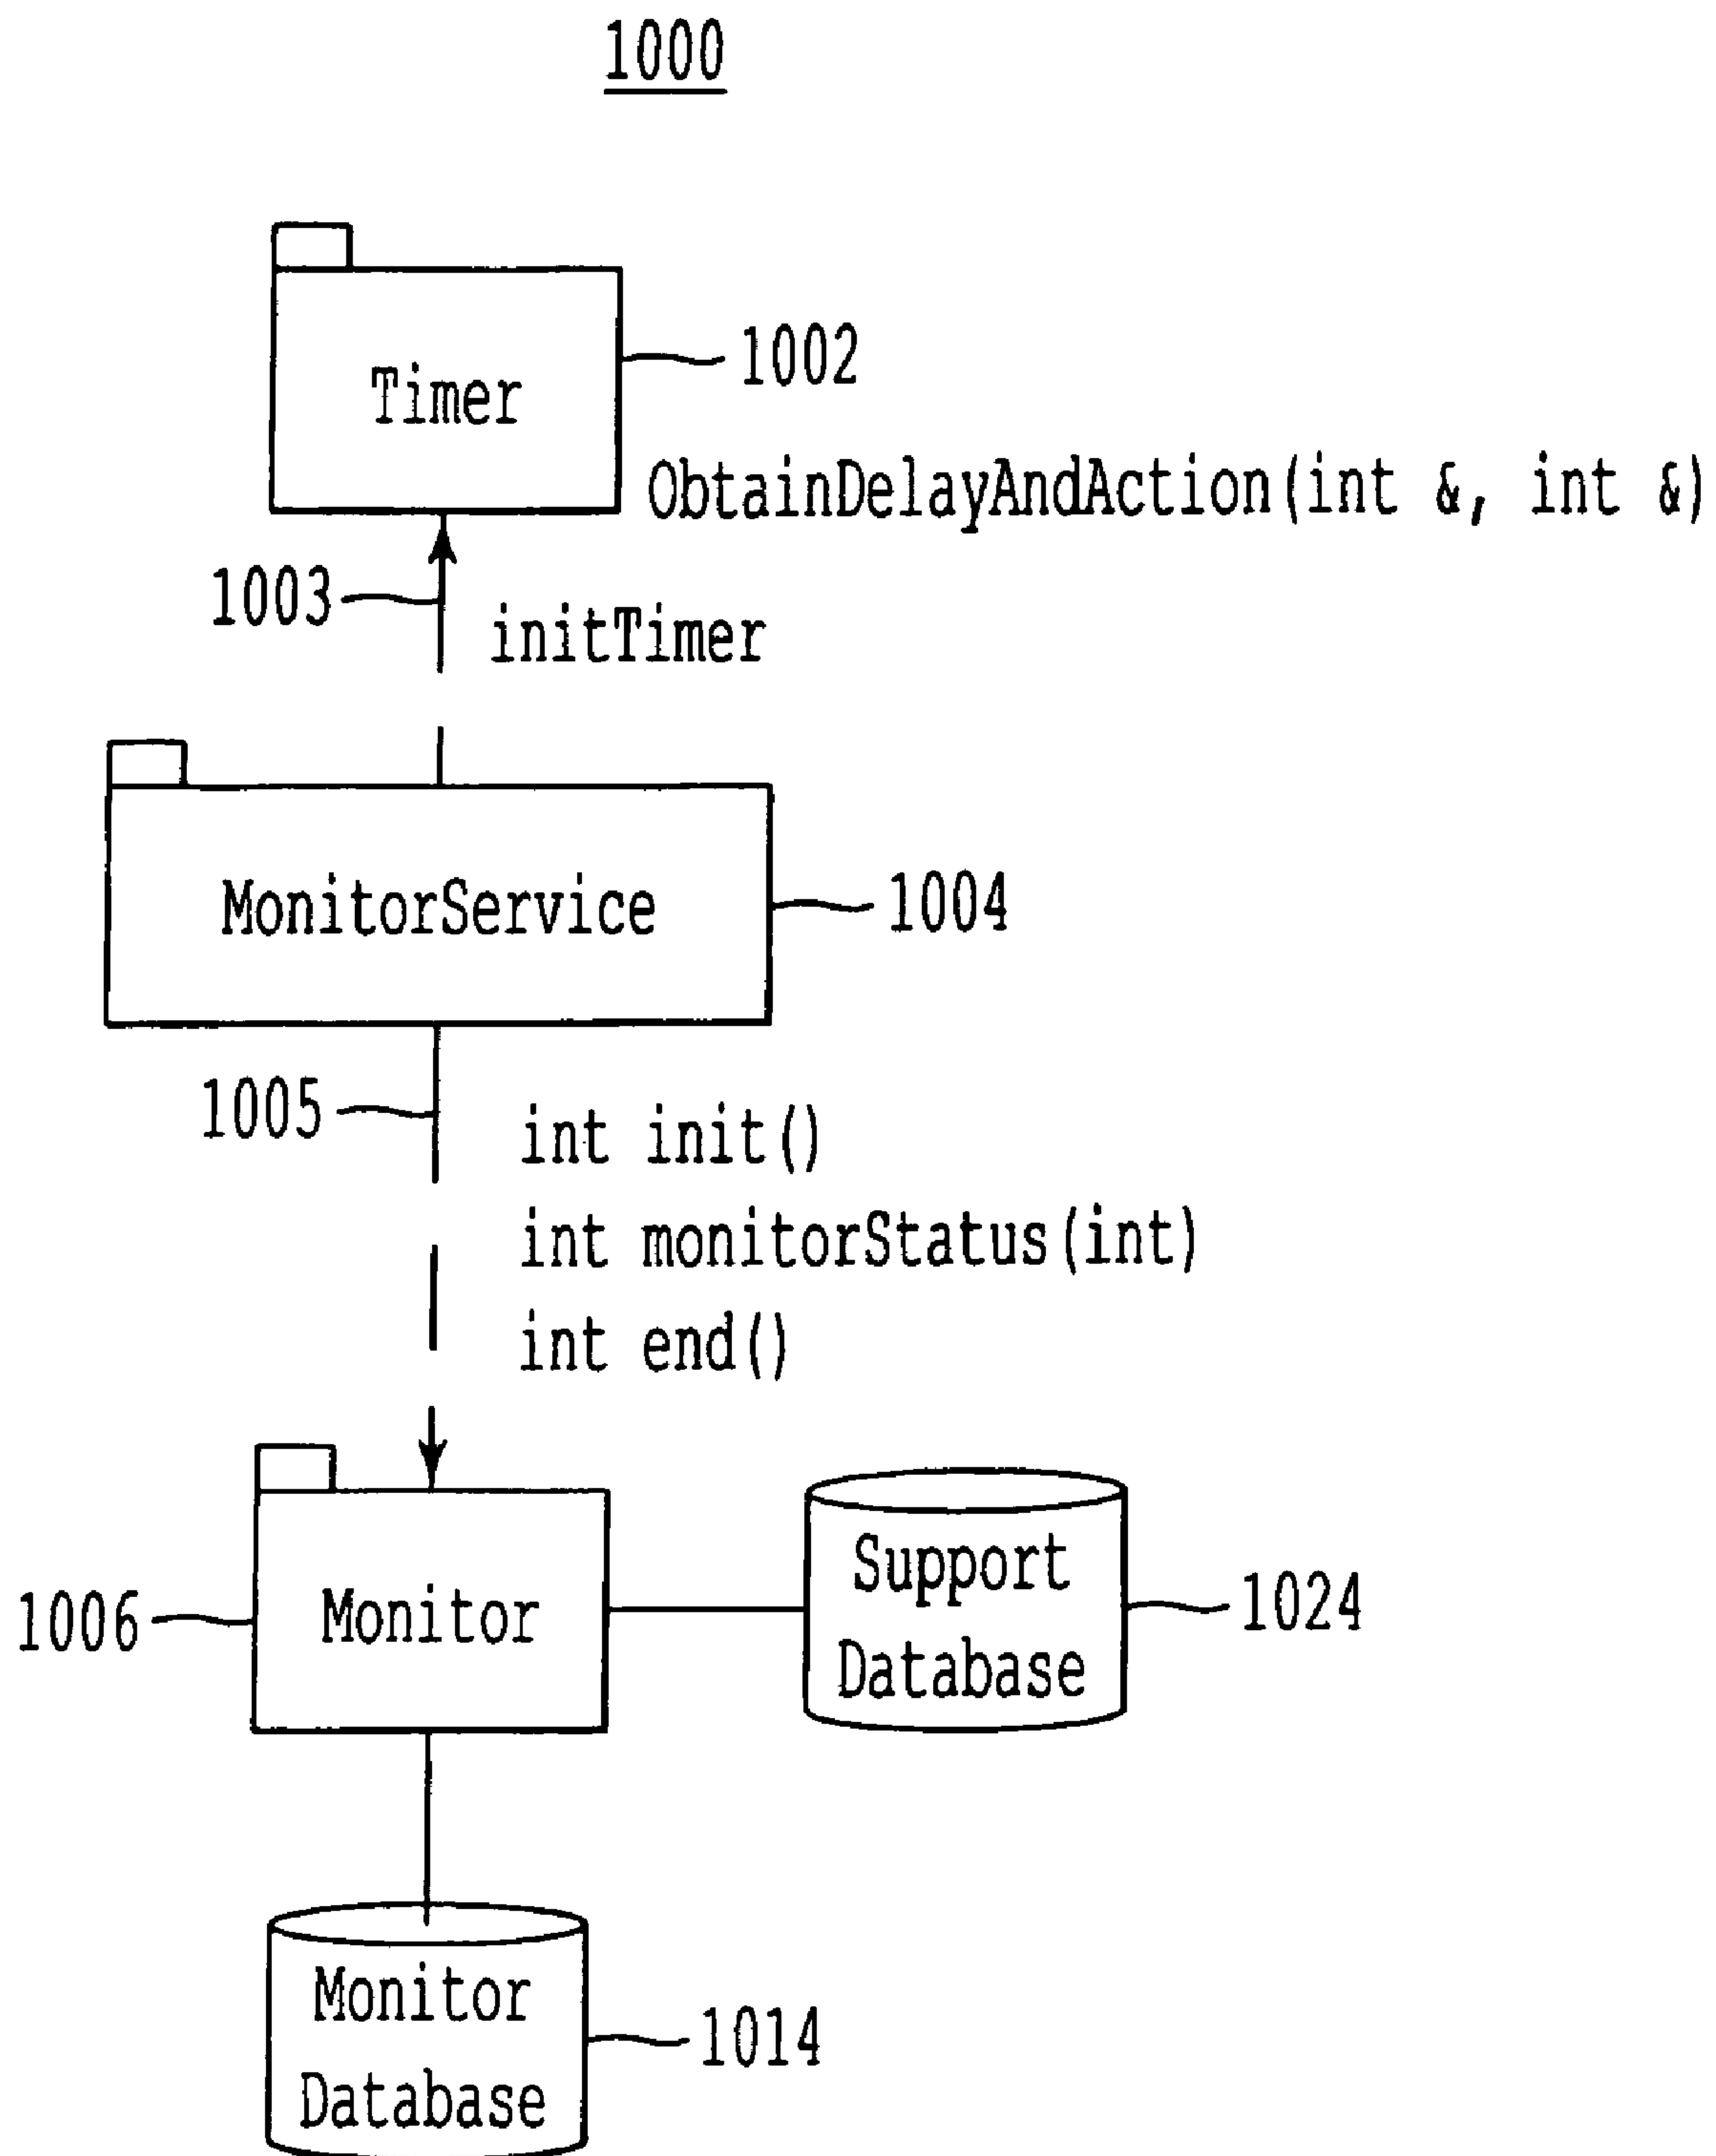 1000
1002
Timer
ObtainDelayAndAction(int &, int &)
1003
initTimer
MonitorService
1004
1005
int init()
int monitorStatus(int)
int end()
Support
Database
1024
1006
Monitor
Monitor
Database
1014